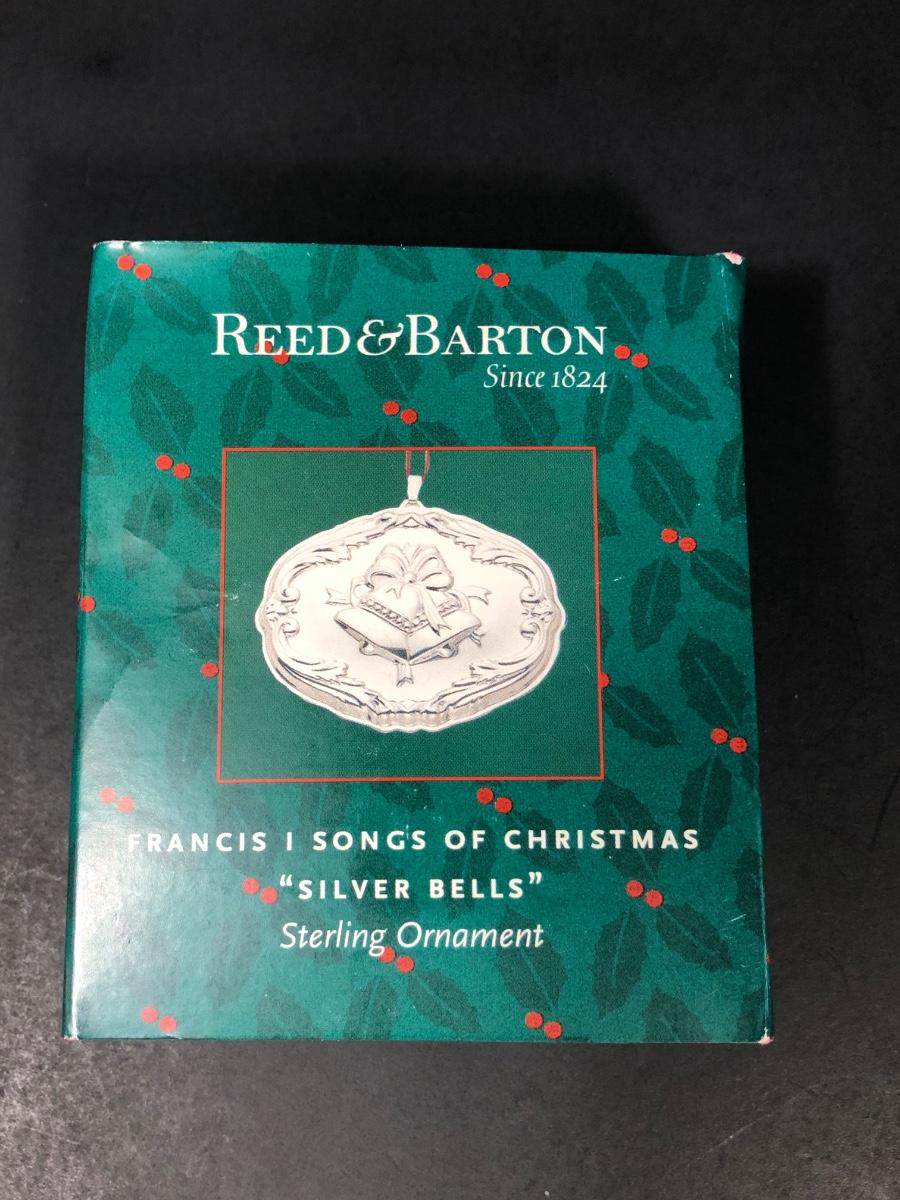 REED & BARTON
Since 1824
FRANCIS I SONGS OF CHRISTMAS
"SILVER BELLS"
Sterling Ornament